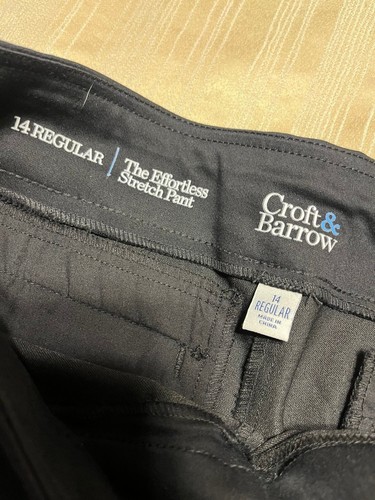 14 REGULAR
The Effortless
Stretch Pant
Croft&
Barrow
14
REGULAR
MADE IN
CHINA